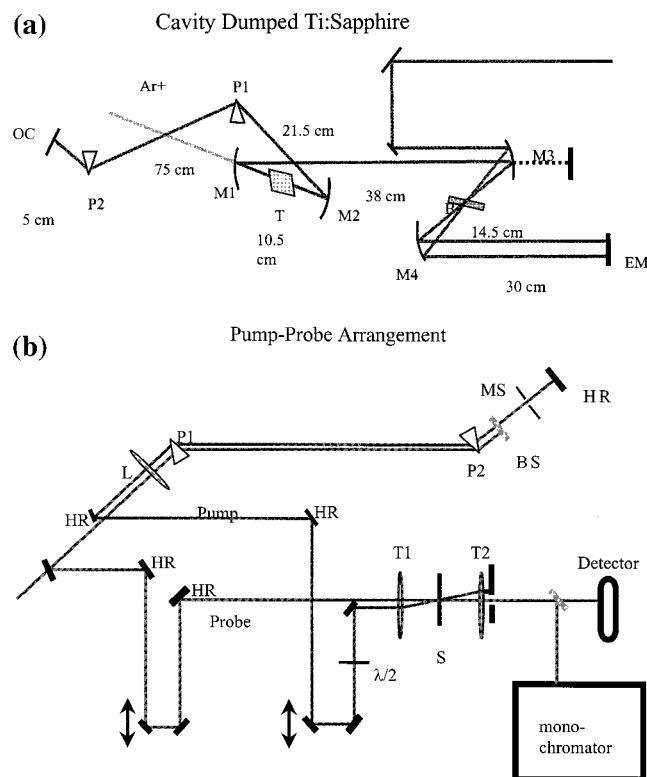 (a)
Cavity Dumped Ti:Sapphire
Ar+
P1
OC
21.5 cm
75 cm
M1
M3
P2
T
M2
38 cm
B
5 cm
10.5
cm
14.5 cm
M4
EM
30 cm
(b)
Pump-Probe Arrangement
MS
HR
P1
L
P2
BS
HR
Pump
HR
HR
HR
T1
T2
Detector
Probe
S
λ/2
mono-
chromator